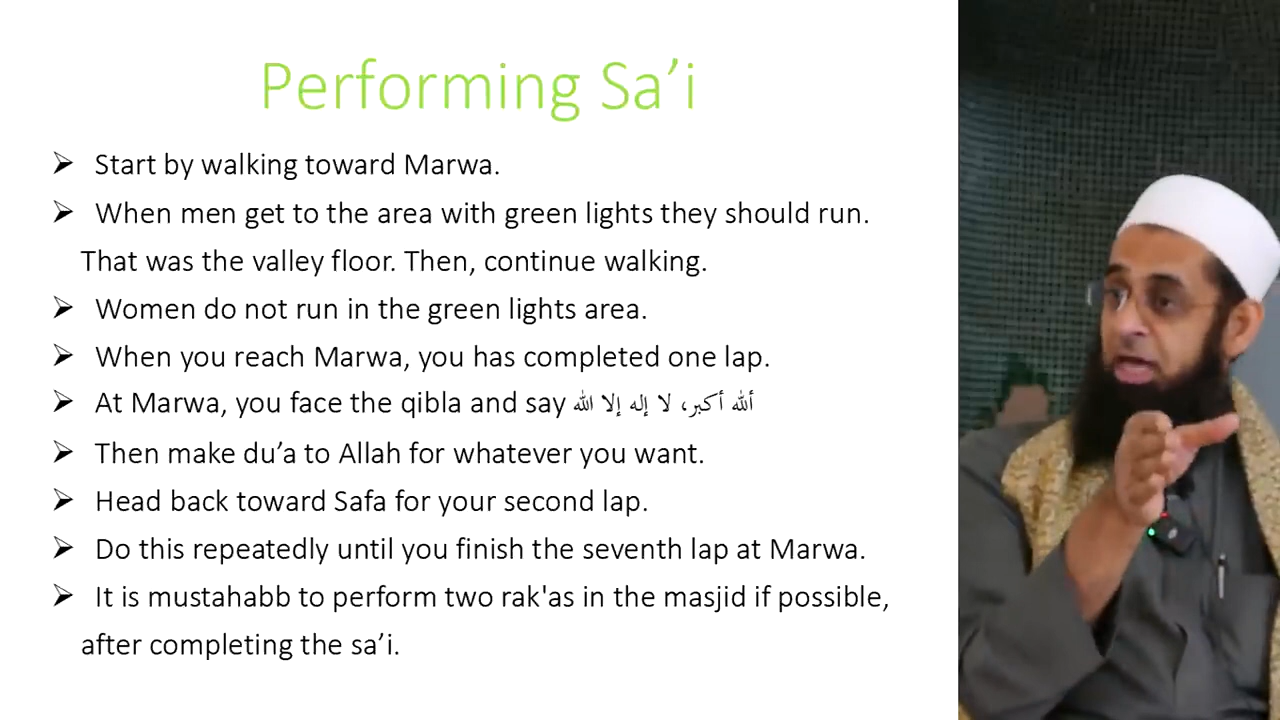 Performing Sa’i
➢ Start by walking toward Marwa.
➢ When men get to the area with green lights they should run.
That was the valley floor. Then, continue walking.
➢ Women do not run in the green lights area.
➢ When you reach Marwa, you has completed one lap.
➢ At Marwa, you face the qibla and say ألله أكبر، لا إله إلا الله
➢ Then make du’a to Allah for whatever you want.
➢ Head back toward Safa for your second lap.
➢ Do this repeatedly until you finish the seventh lap at Marwa.
➢ It is mustahabb to perform two rak'as in the masjid if possible,
after completing the sa’i.